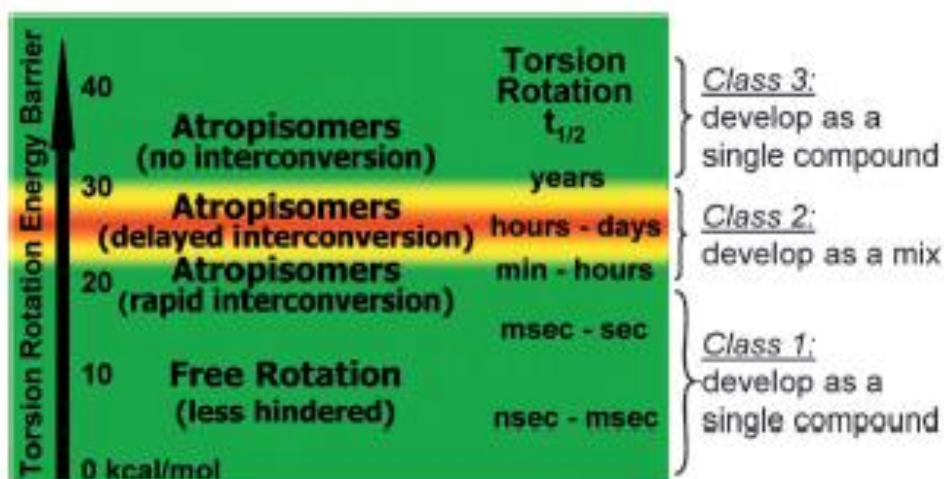 Torsion Rotation Energy Barrier
40
30
20
10
0 kcal/mol
Atropisomers
(no interconversion)
Atropisomers
(delayed interconversion)
Atropisomers
(rapid interconversion)
Free Rotation
(less hindered)
Torsion
Rotation
t1/2
years
hours - days
min - hours
msec - sec
nsec - msec
Class 3:
develop as a
single compound
Class 2:
develop as a mix
Class 1:
develop as a
single compound